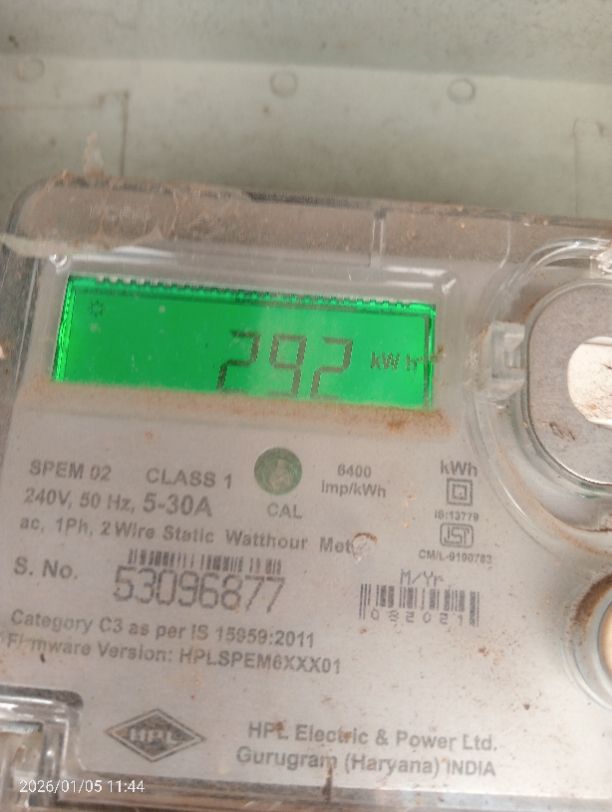 292 kWh
SPEM 02 CLASS 1
6400 imp/kWh
kWh
240V, 50 Hz, 5-30A
CAL
IS:13779
ac, 1Ph, 2 Wire Static Watthour
CM/L-9100763
S. No. 53096877
M/Yr.
082021
Category C3 as per IS 15959:2011
Firmware Version: HPLSPEM6XXX01
HPL
HPL Electric & Power Ltd.
Gurugram (Haryana) INDIA
2026/01/05 11:44